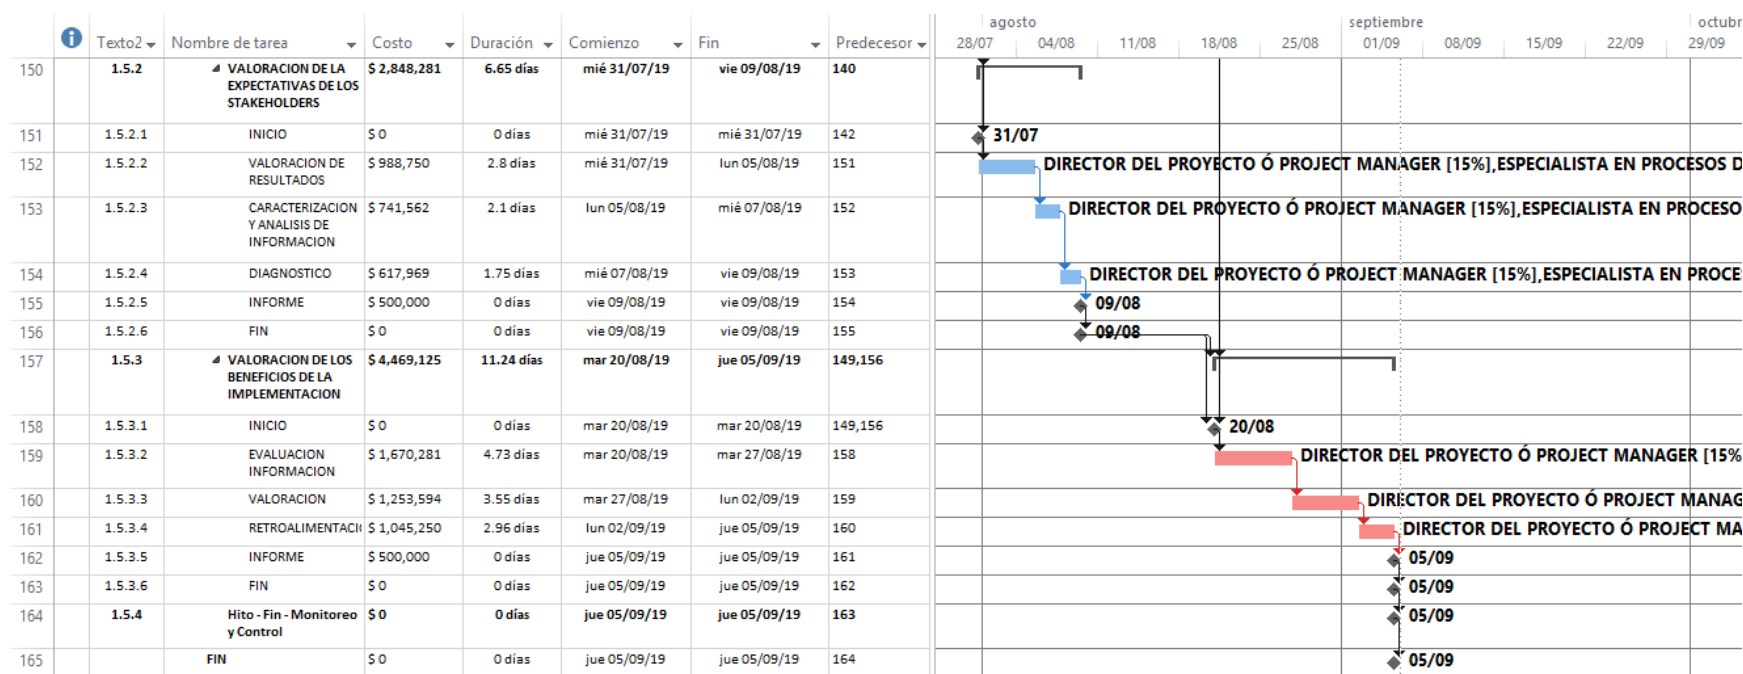 agosto septiembre octubr
Texto2 Nombre de tarea Costo Duración Comienzo Fin Predecesor 28/07 04/08 11/08 18/08 25/08 01/09 08/09 15/09 22/09 29/09
150 1.5.2 VALORACION DE LA $ 2,848,281 6.65 días mié 31/07/19 vie 09/08/19 140
EXPECTATIVAS DE LOS
STAKEHOLDERS
151 1.5.2.1 INICIO $ 0 0 días mié 31/07/19 mié 31/07/19 142 31/07
152 1.5.2.2 VALORACION DE $ 988,750 2.8 días mié 31/07/19 lun 05/08/19 151 DIRECTOR DEL PROYECTO Ó PROJECT MANAGER [15%],ESPECIALISTA EN PROCESOS D
RESULTADOS
153 1.5.2.3 CARACTERIZACION $ 741,562 2.1 días lun 05/08/19 mié 07/08/19 152 DIRECTOR DEL PROYECTO Ó PROJECT MANAGER [15%],ESPECIALISTA EN PROCESO
Y ANALISIS DE
INFORMACION
154 1.5.2.4 DIAGNOSTICO $ 617,969 1.75 días mié 07/08/19 vie 09/08/19 153 DIRECTOR DEL PROYECTO Ó PROJECT MANAGER [15%],ESPECIALISTA EN PROCE
155 1.5.2.5 INFORME $ 500,000 0 días vie 09/08/19 vie 09/08/19 154 09/08
156 1.5.2.6 FIN $ 0 0 días vie 09/08/19 vie 09/08/19 155 09/08
157 1.5.3 VALORACION DE LOS $ 4,469,125 11.24 días mar 20/08/19 jue 05/09/19 149,156
BENEFICIOS DE LA
IMPLEMENTACION
158 1.5.3.1 INICIO $ 0 0 días mar 20/08/19 mar 20/08/19 149,156 20/08
159 1.5.3.2 EVALUACION $ 1,670,281 4.73 días mar 20/08/19 mar 27/08/19 158 DIRECTOR DEL PROYECTO Ó PROJECT MANAGER [15%
INFORMACION
160 1.5.3.3 VALORACION $ 1,253,594 3.55 días mar 27/08/19 lun 02/09/19 159 DIRECTOR DEL PROYECTO Ó PROJECT MANAG
161 1.5.3.4 RETROALIMENTACI $ 1,045,250 2.96 días lun 02/09/19 jue 05/09/19 160 DIRECTOR DEL PROYECTO Ó PROJECT MA
162 1.5.3.5 INFORME $ 500,000 0 días jue 05/09/19 jue 05/09/19 161 05/09
163 1.5.3.6 FIN $ 0 0 días jue 05/09/19 jue 05/09/19 162 05/09
164 1.5.4 Hito - Fin - Monitoreo $ 0 0 días jue 05/09/19 jue 05/09/19 163 05/09
y Control
165 FIN $ 0 0 días jue 05/09/19 jue 05/09/19 164 05/09